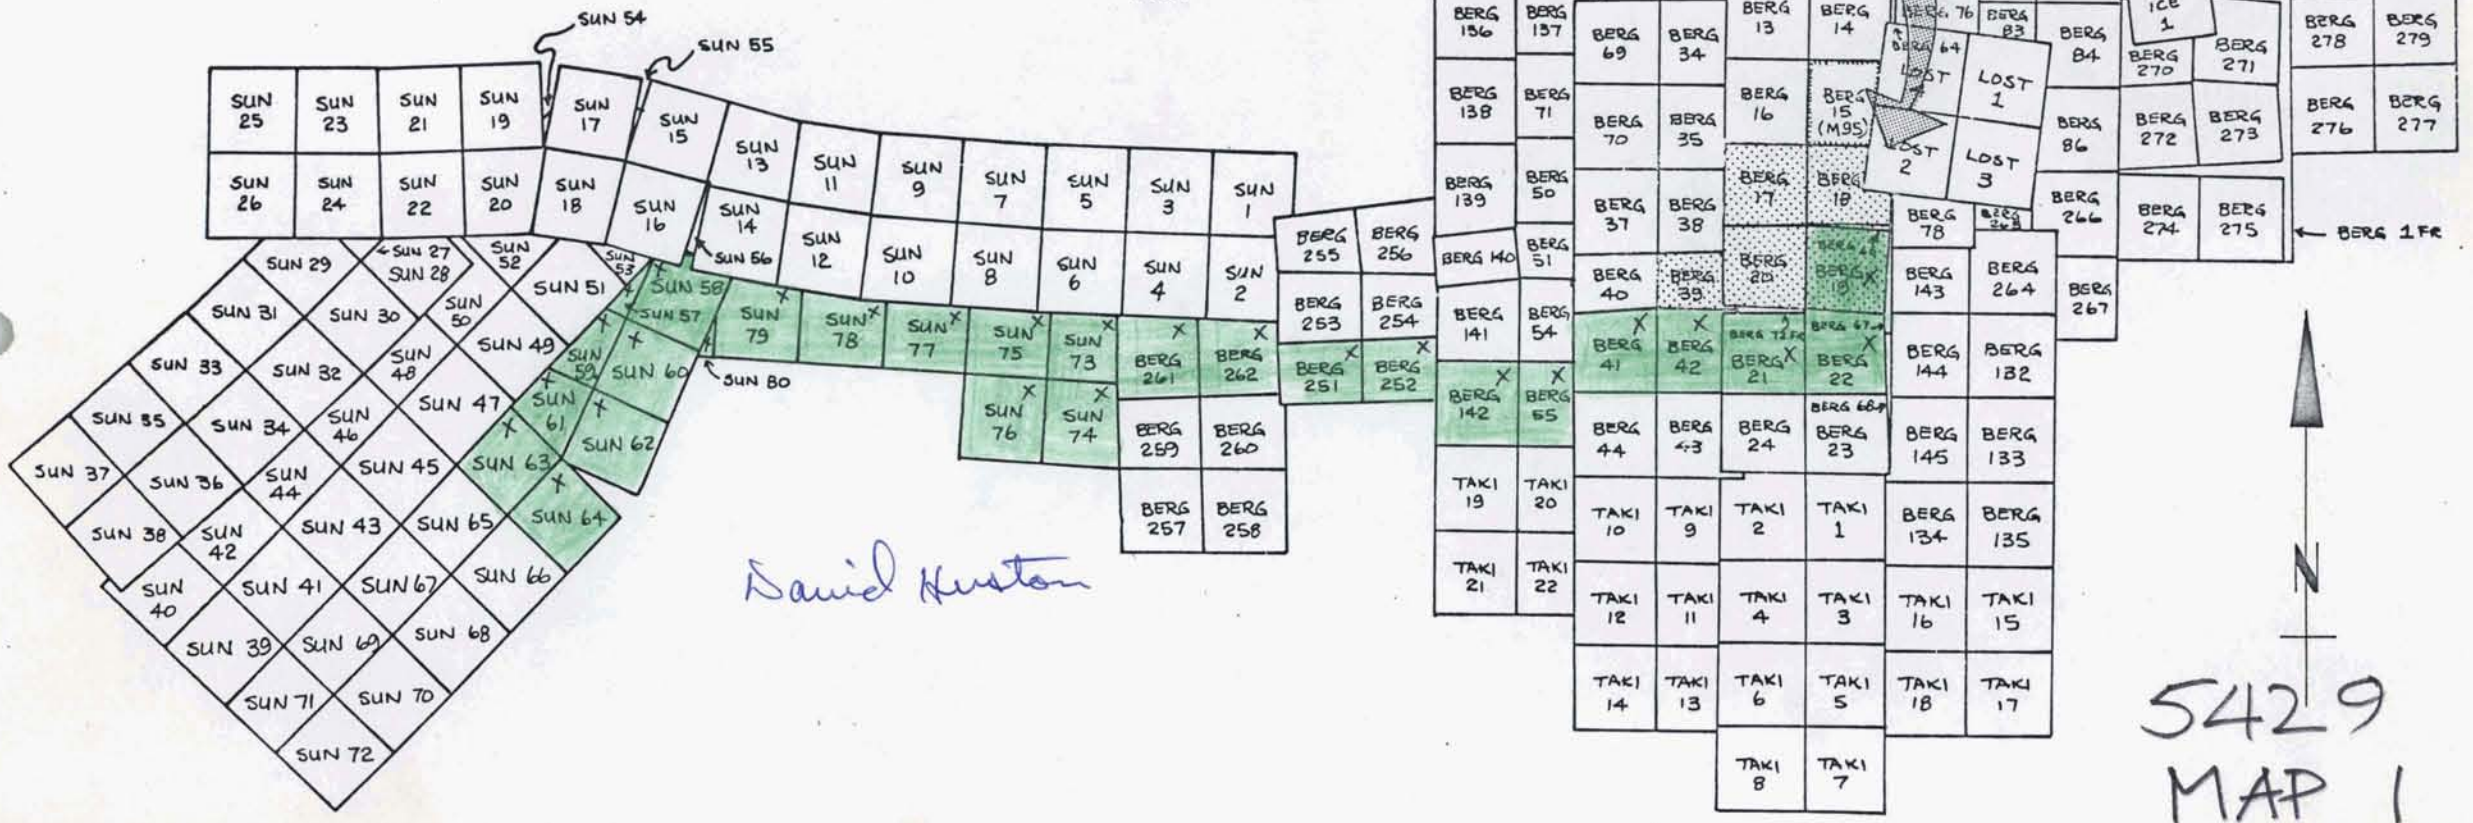 SUN 54
SUN 55
SUN 25
SUN 23
SUN 21
SUN 19
SUN 17
SUN 15
SUN 13
SUN 11
SUN 9
SUN 7
SUN 5
SUN 3
SUN 1
SUN 26
SUN 24
SUN 22
SUN 20
SUN 18
SUN 16
SUN 14
SUN 12
SUN 10
SUN 8
SUN 6
SUN 4
SUN 2
SUN 56
SUN 29
SUN 27
SUN 28
SUN 52
SUN 53
SUN 31
SUN 30
SUN 50
SUN 51
SUN 58
SUN 57
SUN 33
SUN 32
SUN 48
SUN 49
SUN 59
SUN 60
SUN 80
SUN 79
SUN 78
SUN 77
SUN 75
SUN 73
SUN 76
SUN 74
SUN 35
SUN 34
SUN 46
SUN 47
SUN 61
SUN 62
SUN 37
SUN 36
SUN 44
SUN 45
SUN 63
SUN 64
SUN 38
SUN 42
SUN 43
SUN 65
SUN 40
SUN 41
SUN 67
SUN 66
SUN 39
SUN 69
SUN 68
SUN 71
SUN 70
SUN 72
David Huston
BERG 261
BERG 262
BERG 259
BERG 260
BERG 257
BERG 258
BERG 255
BERG 256
BERG 253
BERG 254
BERG 251
BERG 252
BERG 136
BERG 137
BERG 138
BERG 71
BERG 139
BERG 50
BERG 140
BERG 51
BERG 141
BERG 54
BERG 142
BERG 55
TAKI 19
TAKI 20
TAKI 21
TAKI 22
BERG 69
BERG 34
BERG 13
BERG 14
BERG 70
BERG 35
BERG 16
BERG 15 (M95)
BERG 37
BERG 38
BERG 17
BERG 18
BERG 40
BERG 39
BERG 20
BERG 19
BERG 41
BERG 42
BERG 72 FR
BERG 21
BERG 67
BERG 22
BERG 44
BERG 43
BERG 24
BERG 68
BERG 23
TAKI 10
TAKI 9
TAKI 2
TAKI 1
TAKI 12
TAKI 11
TAKI 4
TAKI 3
TAKI 14
TAKI 13
TAKI 6
TAKI 5
TAKI 8
TAKI 7
BERG 76
BERG 83
BERG 64
LOST
LOST 1
LOST 2
LOST 3
BERG 84
BERG 86
BERG 78
BERG 266
BERG 143
BERG 264
BERG 267
BERG 144
BERG 132
BERG 145
BERG 133
BERG 134
BERG 135
TAKI 16
TAKI 15
TAKI 18
TAKI 17
ICE 1
BERG 270
BERG 271
BERG 272
BERG 273
BERG 274
BERG 275
BERG 278
BERG 279
BERG 276
BERG 277
BERG 1 FR
N
5429
MAP 1